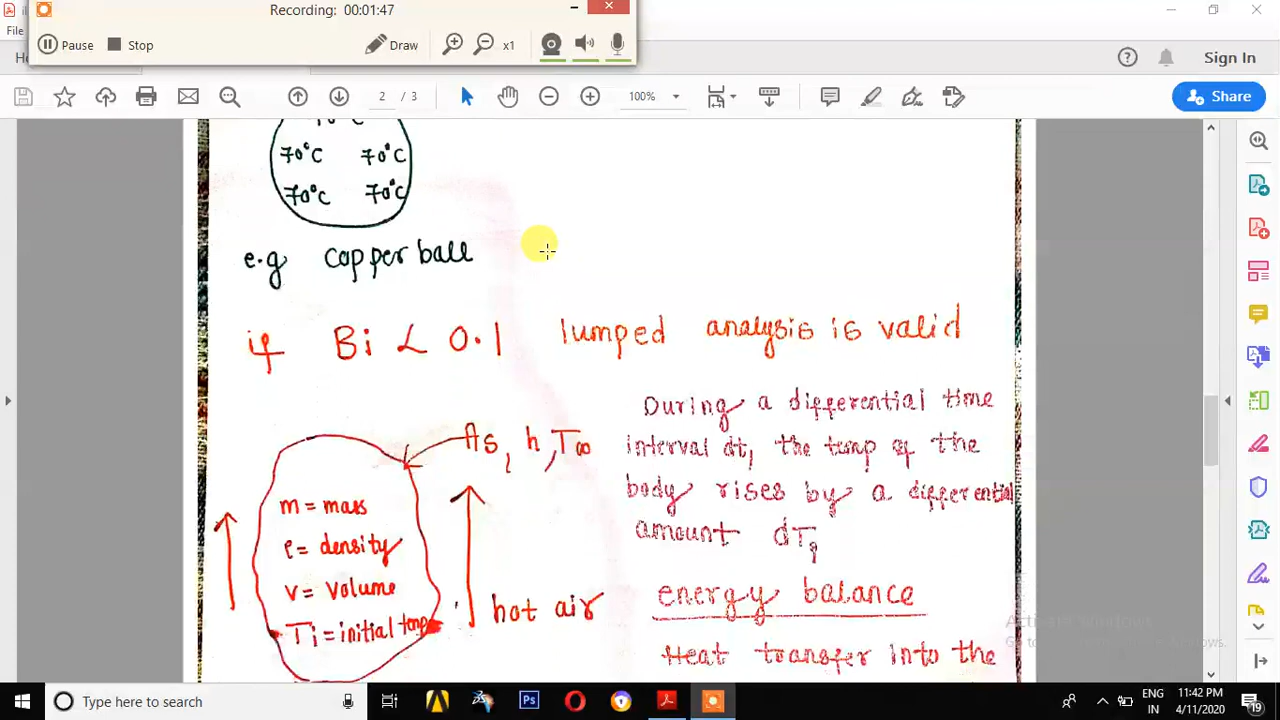 Recording: 00:01:47
Pause
Stop
Draw
x1
Sign In
2 / 3
100%
Share
70°C 70°C
70°C 70°C
e.g copper ball
if Bi < 0.1 lumped analysis is valid
As, h, T∞
m = mass
ρ = density
v = volume
Ti = initial temp
hot air
During a differential time
interval dt, the temp of the
body rises by a differential
amount dT,
energy balance
Heat transfer into the
Type here to search
ENG
IN
11:42 PM
4/11/2020
19